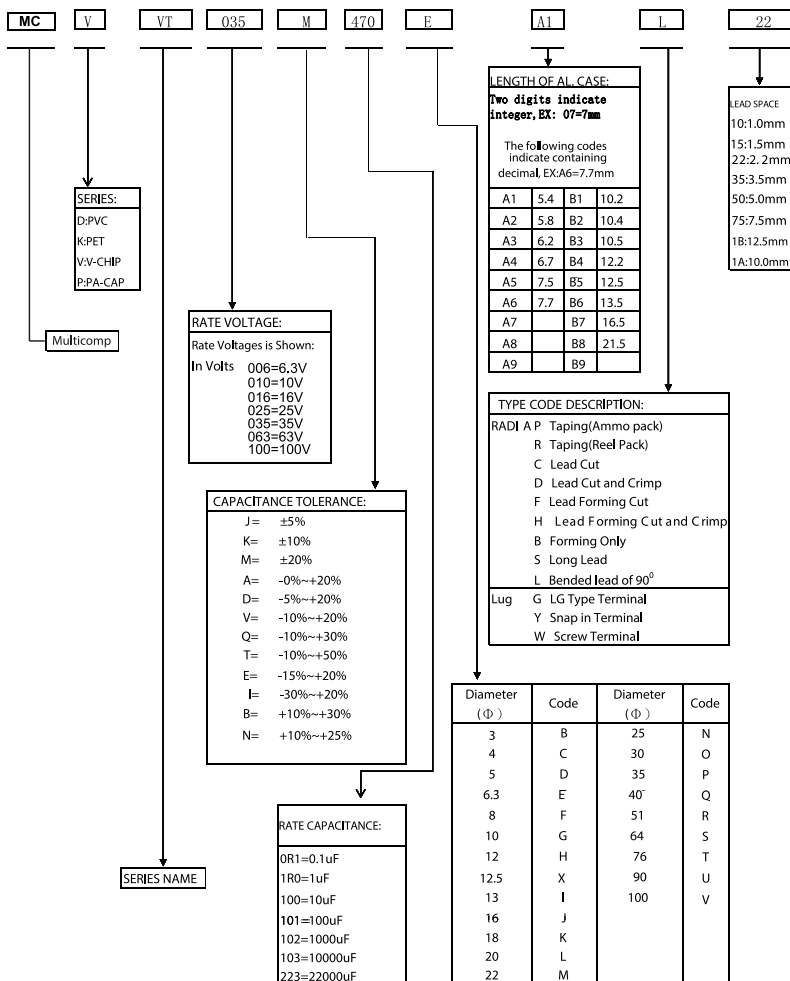 MC V VT 035 M 470 E A1 L 22
LENGTH OF AL. CASE:
Two digits indicate
integer,EX: 07=7mm
The following codes
indicate containing
decimal, EX:A6=7.7mm
A1 5.4 B1 10.2
A2 5.8 B2 10.4
A3 6.2 B3 10.5
A4 6.7 B4 12.2
A5 7.5 B5 12.5
A6 7.7 B6 13.5
A7 B7 16.5
A8 B8 21.5
A9 B9
LEAD SPACE
10:1.0mm
15:1.5mm
22:2. 2mm
35:3.5mm
50:5.0mm
75:7.5mm
1B:12.5mm
1A:10.0mm
SERIES:
D:PVC
K:PET
V:V-CHIP
P:PA-CAP
Multicomp
RATE VOLTAGE:
Rate Voltages is Shown:
In Volts 006=6.3V
010=10V
016=16V
025=25V
035=35V
063=63V
100=100V
TYPE CODE DESCRIPTION:
RADI A P Taping(Ammo pack)
R Taping(Reel Pack)
C Lead Cut
D Lead Cut and Crimp
F Lead Forming Cut
H Lead Forming Cut and Crimp
B Forming Only
S Long Lead
L Bended lead of 90⁰
Lug G LG Type Terminal
Y Snap in Terminal
W Screw Terminal
CAPACITANCE TOLERANCE:
J= ±5%
K= ±10%
M= ±20%
A= -0%~+20%
D= -5%~+20%
V= -10%~+20%
Q= -10%~+30%
T= -10%~+50%
E= -15%~+20%
I= -30%~+20%
B= +10%~+30%
N= +10%~+25%
Diameter (Φ) Code Diameter (Φ) Code
3 B 25 N
4 C 30 O
5 D 35 P
6.3 E 40 Q
8 F 51 R
10 G 64 S
12 H 76 T
12.5 X 90 U
13 I 100 V
16 J
18 K
20 L
22 M
SERIES NAME
RATE CAPACITANCE:
0R1=0.1uF
1R0=1uF
100=10uF
101=100uF
102=1000uF
103=10000uF
223=22000uF